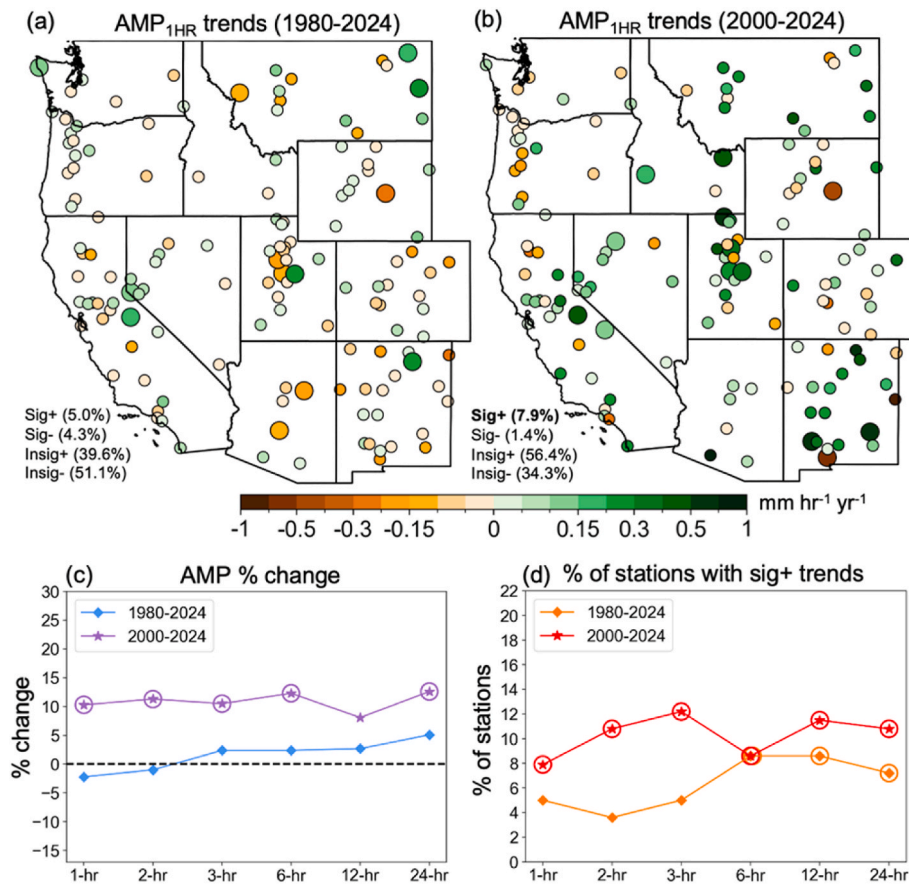 (a) AMP1HR trends (1980-2024)
(b) AMP1HR trends (2000-2024)
Sig+ (5.0%)
Sig- (4.3%)
Insig+ (39.6%)
Insig- (51.1%)
Sig+ (7.9%)
Sig- (1.4%)
Insig+ (56.4%)
Insig- (34.3%)
-1 -0.5 -0.3 -0.15 0 0.15 0.3 0.5 1 mm hr-1 yr-1
(c) AMP % change
30
25
20
15
10
5
0
−5
−10
−15
% change
1980-2024
2000-2024
1-hr 2-hr 3-hr 6-hr 12-hr 24-hr
(d) % of stations with sig+ trends
22
20
18
16
14
12
10
8
6
4
2
0
% of stations
1980-2024
2000-2024
1-hr 2-hr 3-hr 6-hr 12-hr 24-hr